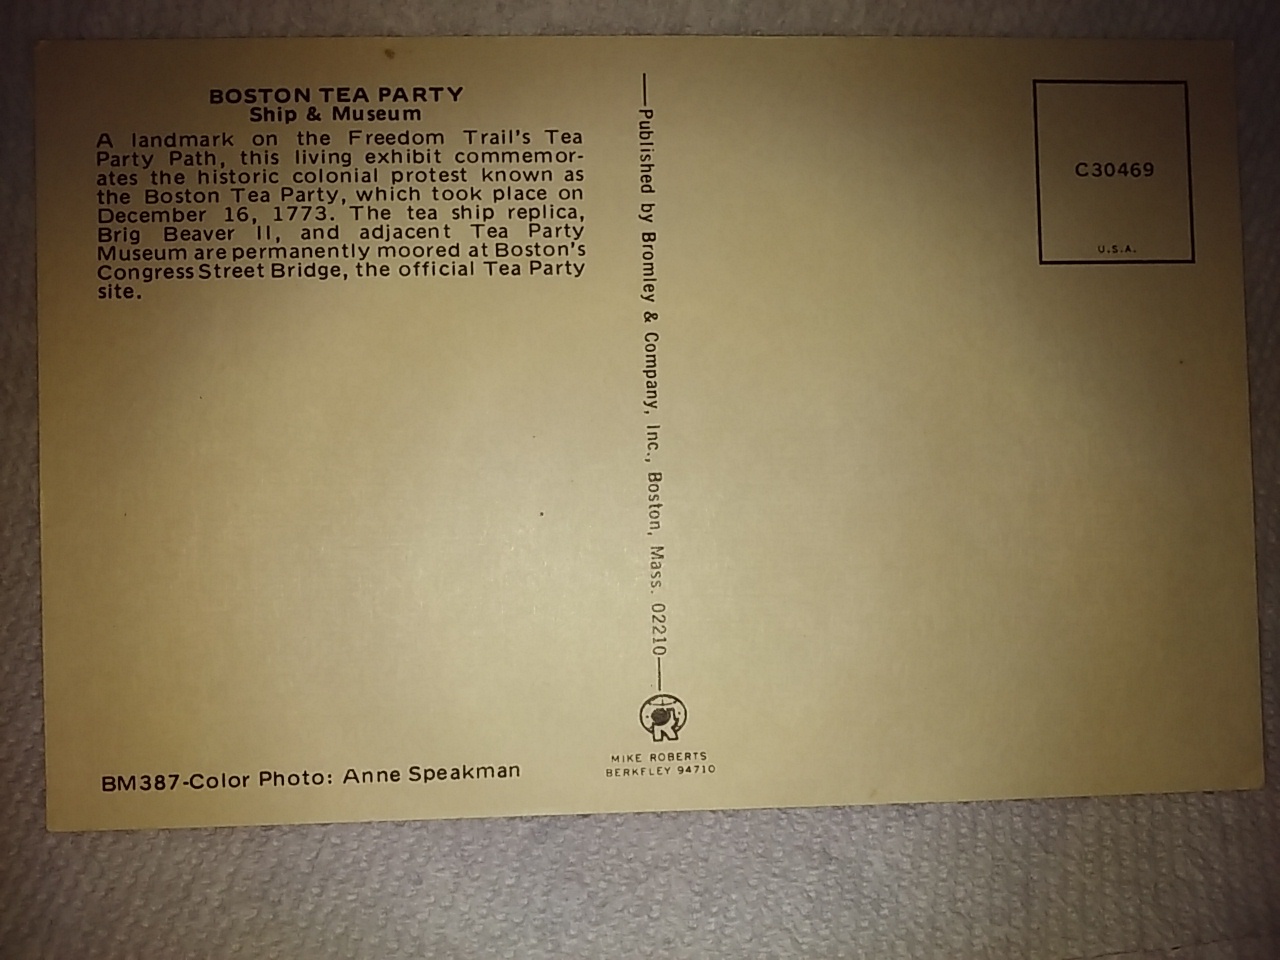 BOSTON TEA PARTY
Ship & Museum
A landmark on the Freedom Trail's Tea
Party Path, this living exhibit commemor-
ates the historic colonial protest known as
the Boston Tea Party, which took place on
December 16, 1773. The tea ship replica,
Brig Beaver II, and adjacent Tea Party
Museum are permanently moored at Boston's
Congress Street Bridge, the official Tea Party
site.
BM387-Color Photo: Anne Speakman
Published by Bromley & Company, Inc., Boston, Mass. 02210
MIKE ROBERTS
BERKELEY 94710
C30469
U.S.A.